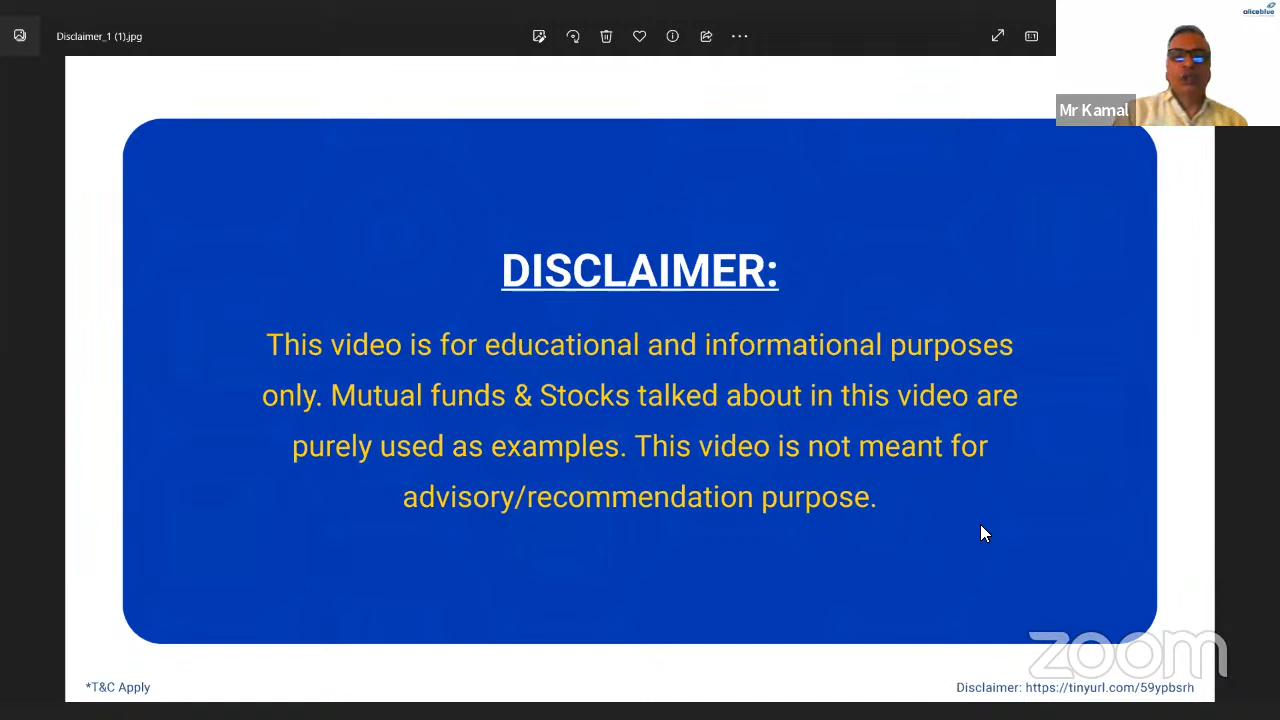 aliceblue
Disclaimer_1 (1).jpg
Mr Kamal
DISCLAIMER:
This video is for educational and informational purposes
only. Mutual funds & Stocks talked about in this video are
purely used as examples. This video is not meant for
advisory/recommendation purpose.
zoom
*T&C Apply
Disclaimer: https://tinyurl.com/59ypbsrh